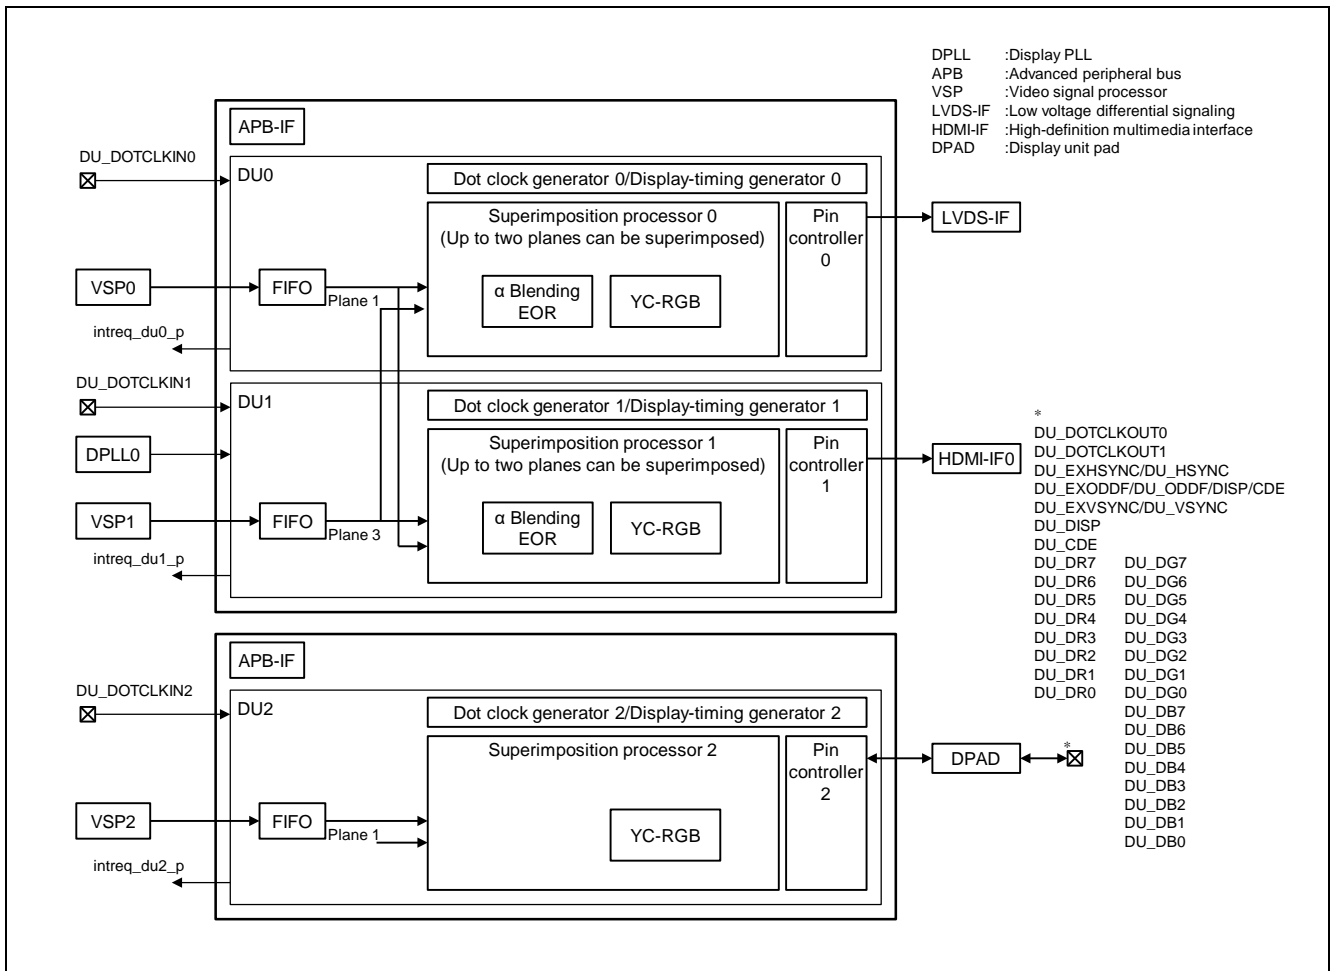 DPLL :Display PLL
APB :Advanced peripheral bus
VSP :Video signal processor
LVDS-IF :Low voltage differential signaling
HDMI-IF :High-definition multimedia interface
DPAD :Display unit pad
APB-IF
DU_DOTCLKIN0
DU0
Dot clock generator 0/Display-timing generator 0
Superimposition processor 0
(Up to two planes can be superimposed)
Pin
controller
0
LVDS-IF
VSP0
FIFO
Plane 1
α Blending
EOR
YC-RGB
intreq_du0_p
DU_DOTCLKIN1
DU1
Dot clock generator 1/Display-timing generator 1
DPLL0
Superimposition processor 1
(Up to two planes can be superimposed)
Pin
controller
1
HDMI-IF0
VSP1
FIFO
Plane 3
α Blending
EOR
YC-RGB
intreq_du1_p
*
DU_DOTCLKOUT0
DU_DOTCLKOUT1
DU_EXHSYNC/DU_HSYNC
DU_EXODDF/DU_ODDF/DISP/CDE
DU_EXVSYNC/DU_VSYNC
DU_DISP
DU_CDE
DU_DR7 DU_DG7
DU_DR6 DU_DG6
DU_DR5 DU_DG5
DU_DR4 DU_DG4
DU_DR3 DU_DG3
DU_DR2 DU_DG2
DU_DR1 DU_DG1
DU_DR0 DU_DG0
DU_DB7
DU_DB6
DU_DB5
DU_DB4
DU_DB3
DU_DB2
DU_DB1
DU_DB0
APB-IF
DU_DOTCLKIN2
DU2
Dot clock generator 2/Display-timing generator 2
Superimposition processor 2
Pin
controller
2
DPAD
*
VSP2
FIFO
Plane 1
YC-RGB
intreq_du2_p